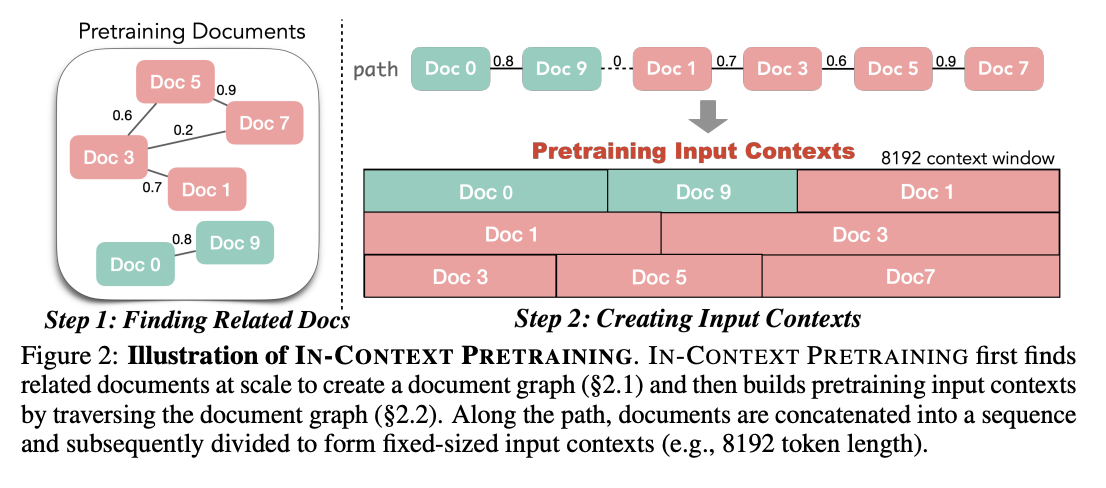 Pretraining Documents
Doc 5
0.9
0.6
Doc 7
0.2
Doc 3
0.7
Doc 1
0.8
Doc 9
Doc 0
Step 1: Finding Related Docs
path Doc 0 0.8 Doc 9 0 Doc 1 0.7 Doc 3 0.6 Doc 5 0.9 Doc 7
Pretraining Input Contexts
8192 context window
Doc 0 Doc 9 Doc 1
Doc 1 Doc 3
Doc 3 Doc 5 Doc7
Step 2: Creating Input Contexts
Figure 2: Illustration of IN-CONTEXT PRETRAINING. IN-CONTEXT PRETRAINING first finds
related documents at scale to create a document graph (§2.1) and then builds pretraining input contexts
by traversing the document graph (§2.2). Along the path, documents are concatenated into a sequence
and subsequently divided to form fixed-sized input contexts (e.g., 8192 token length).